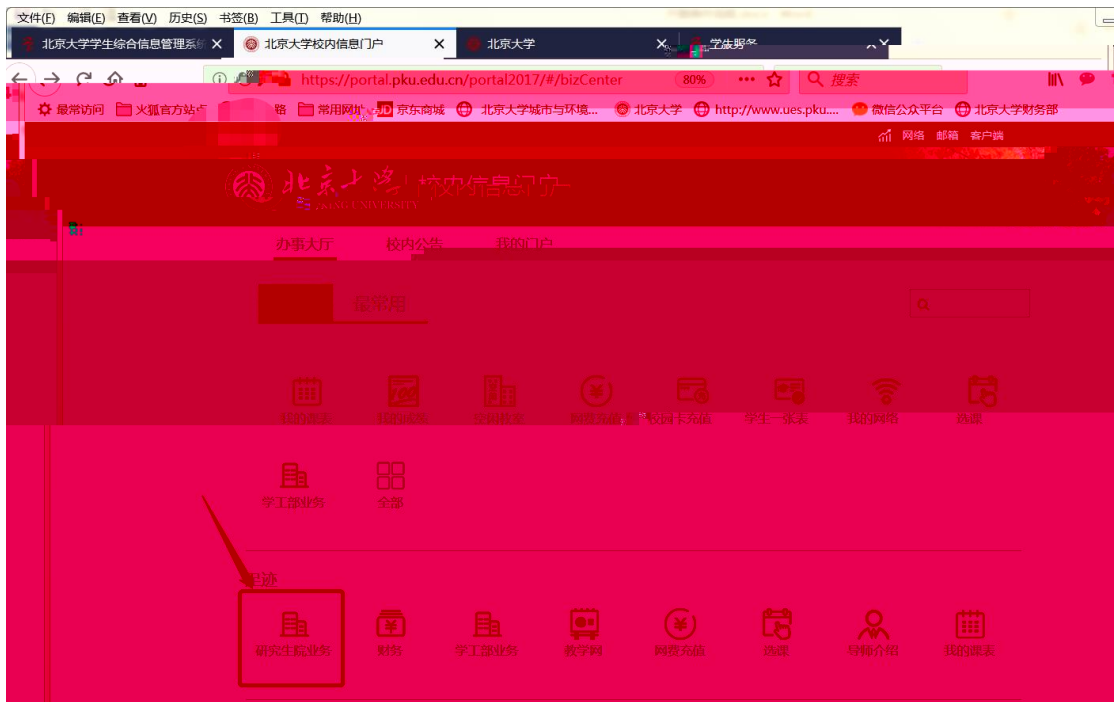 文件(F) 编辑(E) 查看(V) 历史(S) 书签(B) 工具(T) 帮助(H)
北京大学学生综合信息管理系统 北京大学校内信息门户 北京大学
https://portal.pku.edu.cn/portal2017/#/bizCenter 80% 搜索
最常访问 火狐官方站点 常用网址 京东商城 北京大学城市与环境... 北京大学 http://www.ues.pku.... 微信公众平台 北京大学财务部
网络 邮箱 客户端
北京大学 校内信息门户
办事大厅 校内公告 我的门户
最常用
我的课表 网费充值 校园卡充值 学生一张表 我的网络 选课
学工部业务 全部
足迹
研究生院业务 财务 学工部业务 教学网 网费充值 选课 导师介绍 我的课表